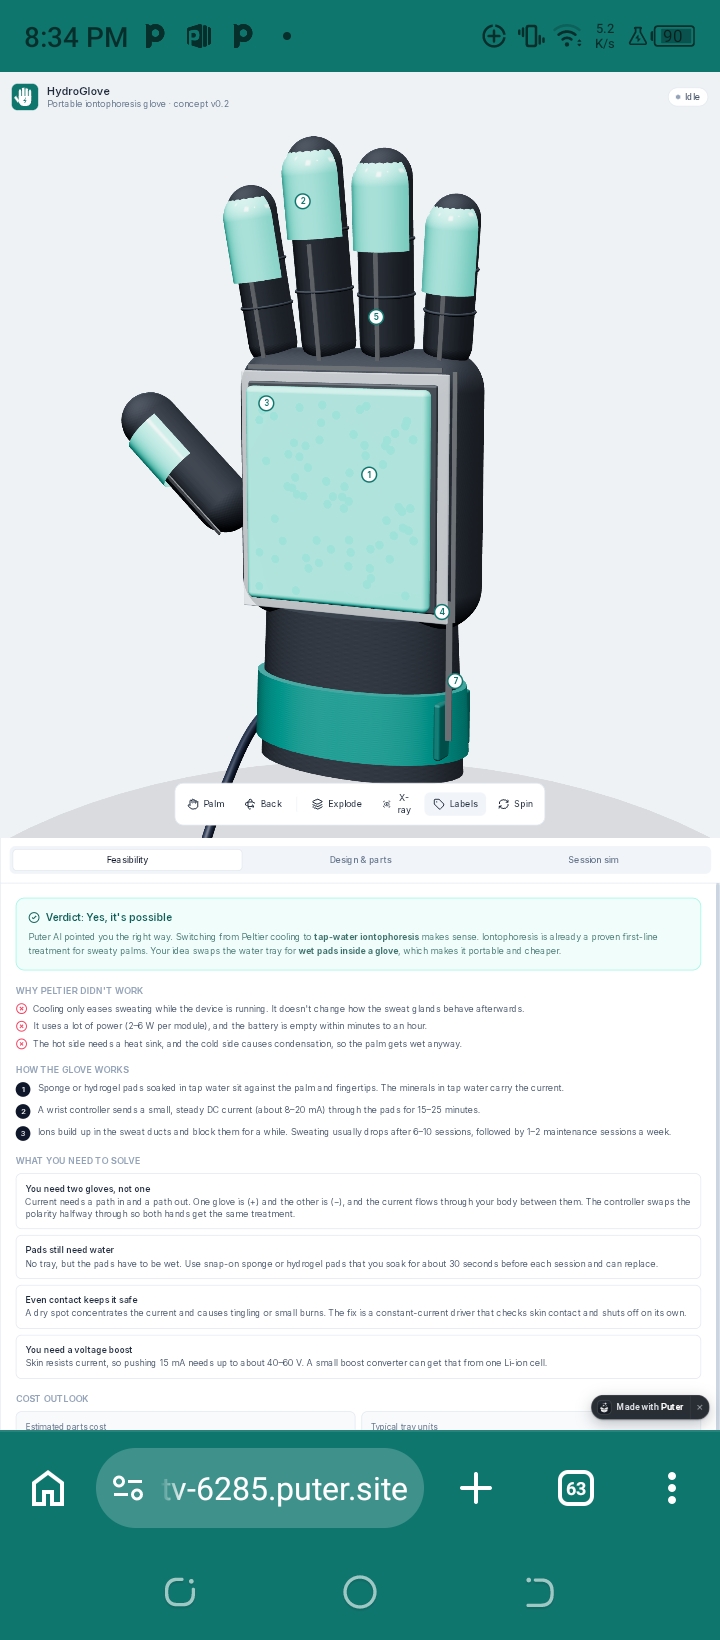 8:34 PM
5.2
K/s
90
HydroGlove
Portable iontophoresis glove · concept v0.2
Idle
2
5
3
1
4
7
Palm
Back
Explode
X-
ray
Labels
Spin
Feasibility
Design & parts
Session sim
Verdict: Yes, it's possible
Puter AI pointed you the right way. Switching from Peltier cooling to tap-water iontophoresis makes sense. Iontophoresis is already a proven first-line
treatment for sweaty palms. Your idea swaps the water tray for wet pads inside a glove, which makes it portable and cheaper.
WHY PELTIER DIDN'T WORK
Cooling only eases sweating while the device is running. It doesn't change how the sweat glands behave afterwards.
It uses a lot of power (2–6 W per module), and the battery is empty within minutes to an hour.
The hot side needs a heat sink, and the cold side causes condensation, so the palm gets wet anyway.
HOW THE GLOVE WORKS
1 Sponge or hydrogel pads soaked in tap water sit against the palm and fingertips. The minerals in tap water carry the current.
2 A wrist controller sends a small, steady DC current (about 8–20 mA) through the pads for 15–25 minutes.
3 Ions build up in the sweat ducts and block them for a while. Sweating usually drops after 6–10 sessions, followed by 1–2 maintenance sessions a week.
WHAT YOU NEED TO SOLVE
You need two gloves, not one
Current needs a path in and a path out. One glove is (+) and the other is (−), and the current flows through your body between them. The controller swaps the
polarity halfway through so both hands get the same treatment.
Pads still need water
No tray, but the pads have to be wet. Use snap-on sponge or hydrogel pads that you soak for about 30 seconds before each session and can replace.
Even contact keeps it safe
A dry spot concentrates the current and causes tingling or small burns. The fix is a constant-current driver that checks skin contact and shuts off on its own.
You need a voltage boost
Skin resists current, so pushing 15 mA needs up to about 40–60 V. A small boost converter can get that from one Li-ion cell.
COST OUTLOOK
Estimated parts cost
Typical tray units
Made with Puter ×
tv-6285.puter.site
63